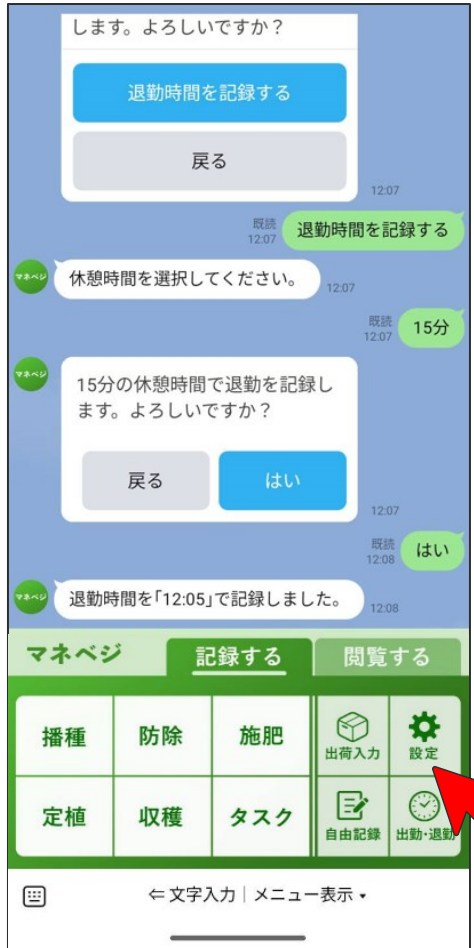 します。よろしいですか？
退勤時間を記録する
戻る
12:07
既読
12:07
退勤時間を記録する
マネベジ
休憩時間を選択してください。
12:07
既読
12:07
15分
マネベジ
15分の休憩時間で退勤を記録し
ます。よろしいですか？
戻る
はい
12:07
既読
12:08
はい
マネベジ
退勤時間を「12:05」で記録しました。
12:08
マネベジ
記録する
閲覧する
播種
防除
施肥
出荷入力
設定
定植
収穫
タスク
自由記録
出勤・退勤
⇐文字入力｜メニュー表示▼